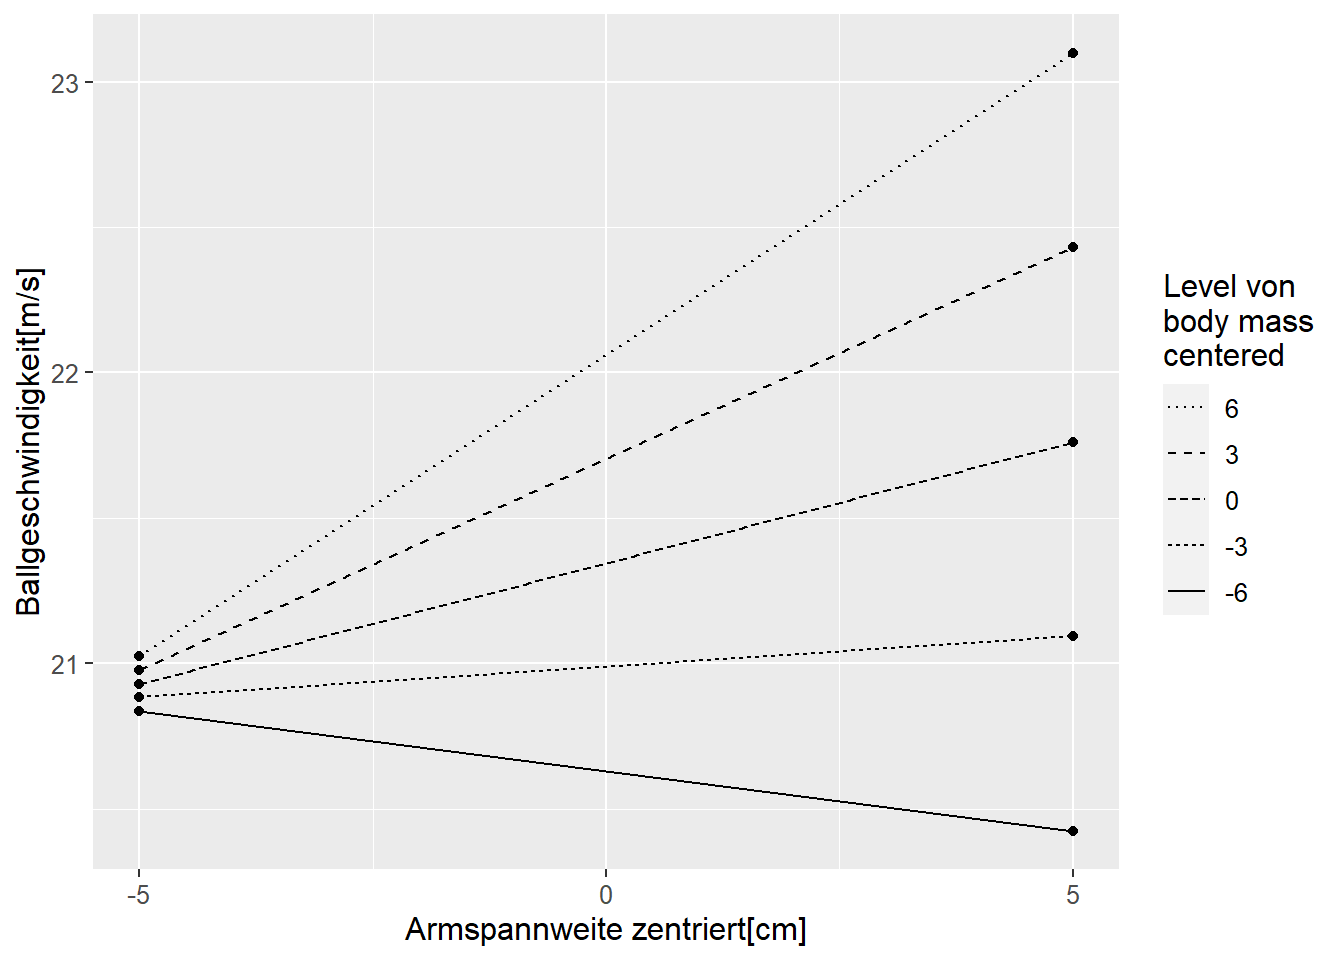 23
22
21
Ballgeschwindigkeit[m/s]
-5
0
5
Armspannweite zentriert[cm]
Level von
body mass
centered
6
3
0
-3
-6